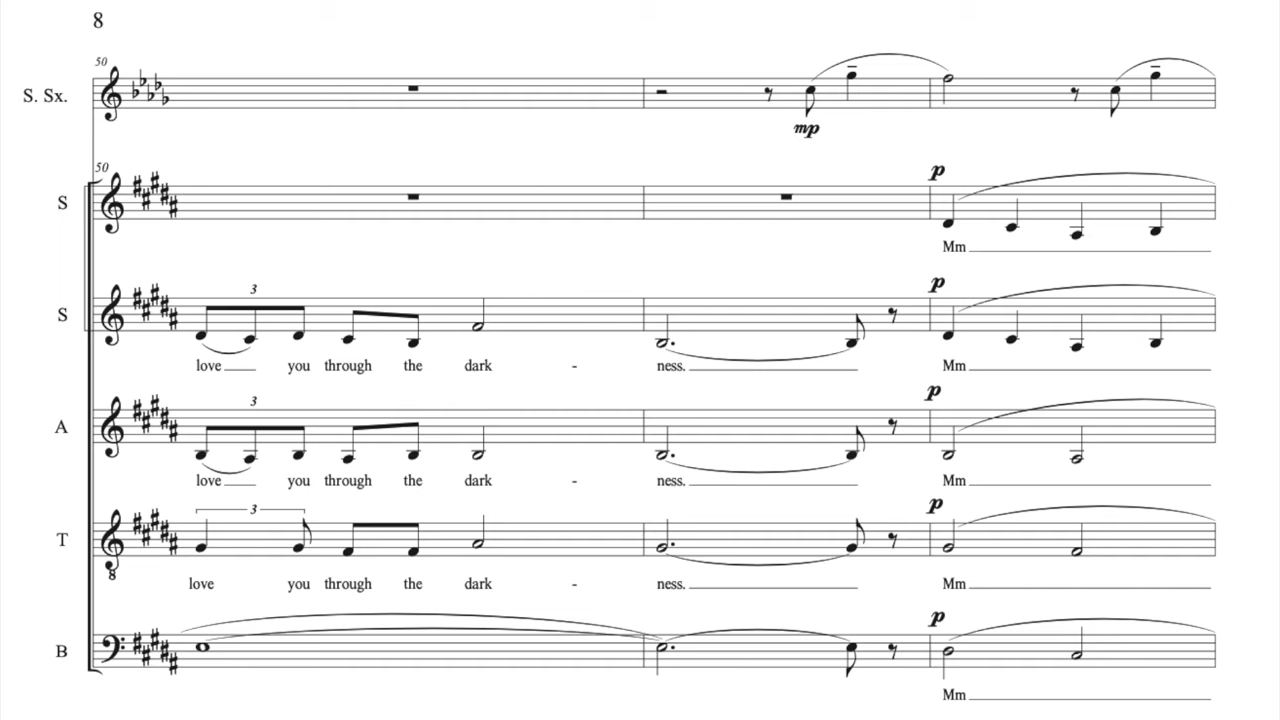 8
50
S. Sx.
mp
50
S
p
Mm
3
S
love you through the dark - ness.
p
Mm
3
A
love you through the dark - ness.
p
Mm
3
T
8
love you through the dark - ness.
p
Mm
B
p
Mm